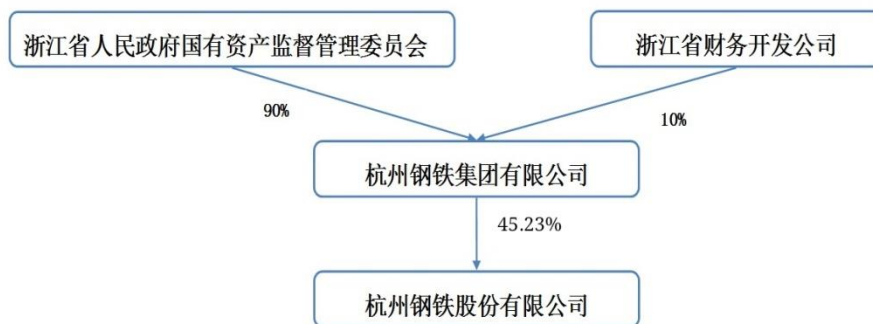 浙江省人民政府国有资产监督管理委员会
浙江省财务开发公司
90%
10%
杭州钢铁集团有限公司
45.23%
杭州钢铁股份有限公司